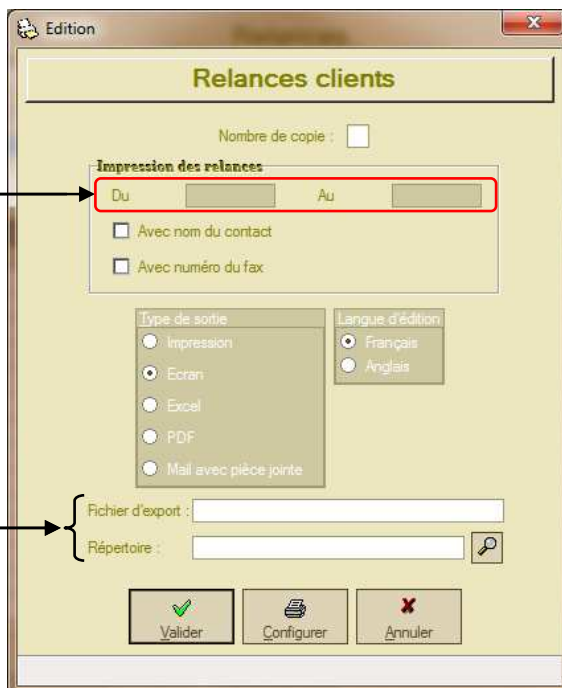 Edition
Relances clients
Nombre de copie :
Impression des relances
Du Au
Avec nom du contact
Avec numéro du fax
Type de sortie
Impression
Ecran
Excel
PDF
Mail avec pièce jointe
Langue d'édition
Français
Anglais
Fichier d'export :
Répertoire :
Valider Configurer Annuler